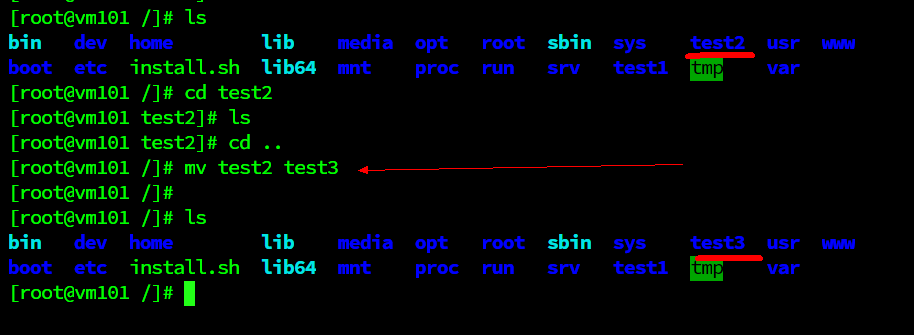 [root@vm101 /]# ls
bin dev home lib media opt root sbin sys test2 usr www
boot etc install.sh lib64 mnt proc run srv test1 tmp var
[root@vm101 /]# cd test2
[root@vm101 test2]# ls
[root@vm101 test2]# cd ..
[root@vm101 /]# mv test2 test3
[root@vm101 /]#
[root@vm101 /]# ls
bin dev home lib media opt root sbin sys test3 usr www
boot etc install.sh lib64 mnt proc run srv test1 tmp var
[root@vm101 /]#